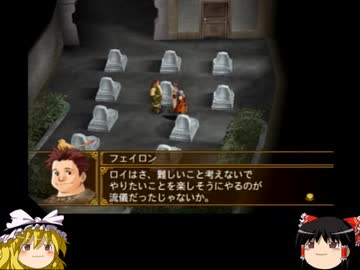 フェイロン
ロイはさ、難しいこと考えないで
やりたいことを楽しそうにやるのが
流儀だったじゃないか。